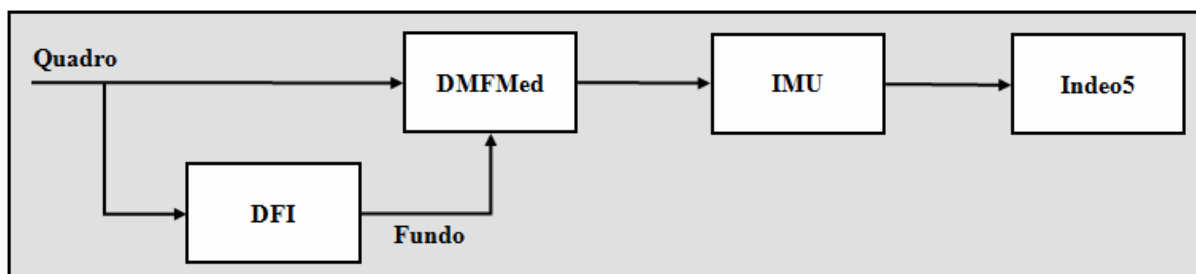 Quadro
DMFMed
IMU
Indeo5
DFI
Fundo